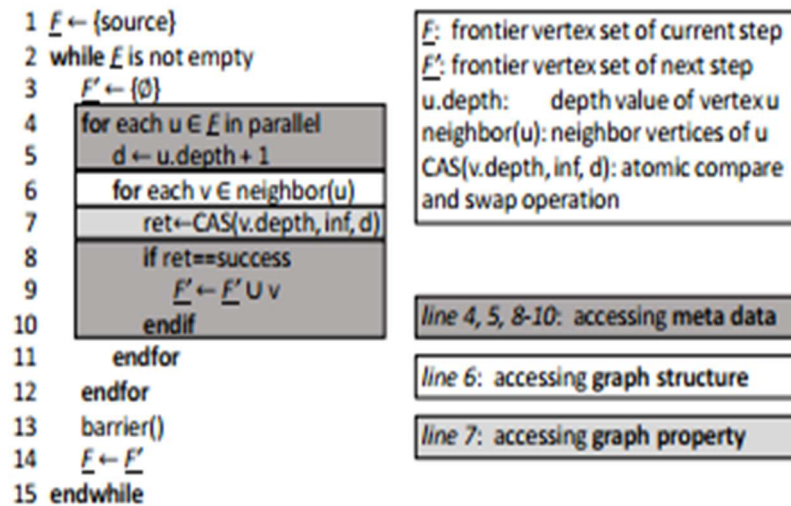 1 F ← {source}
2 while F is not empty
3 F' ← {∅}
4 for each u ∈ F in parallel
5 d ← u.depth + 1
6 for each v ∈ neighbor(u)
7 ret←CAS(v.depth, inf, d)
8 if ret==success
9 F' ← F' ∪ v
10 endif
11 endfor
12 endfor
13 barrier()
14 F ← F'
15 endwhile
F: frontier vertex set of current step
F': frontier vertex set of next step
u.depth: depth value of vertex u
neighbor(u): neighbor vertices of u
CAS(v.depth, inf, d): atomic compare
and swap operation
line 4, 5, 8-10: accessing meta data
line 6: accessing graph structure
line 7: accessing graph property